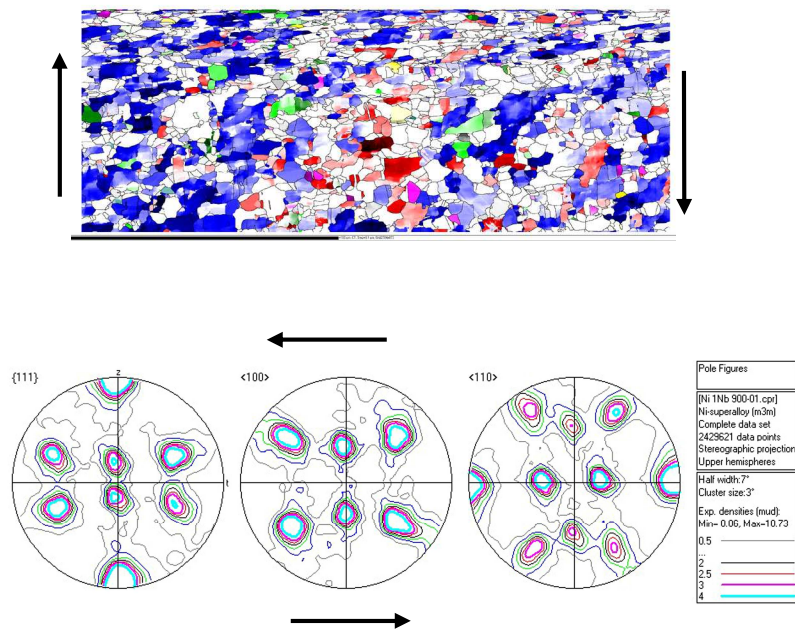 {111}
z
t
<100>
<110>
Pole Figures
[Ni 1Nb 900-01.cpr]
Ni-superalloy (m3m)
Complete data set
2429621 data points
Stereographic projection
Upper hemispheres
Half width:7°
Cluster size:3°
Exp. densities (mud):
Min= 0.06, Max=10.73
0.5
...
2
2.5
3
4